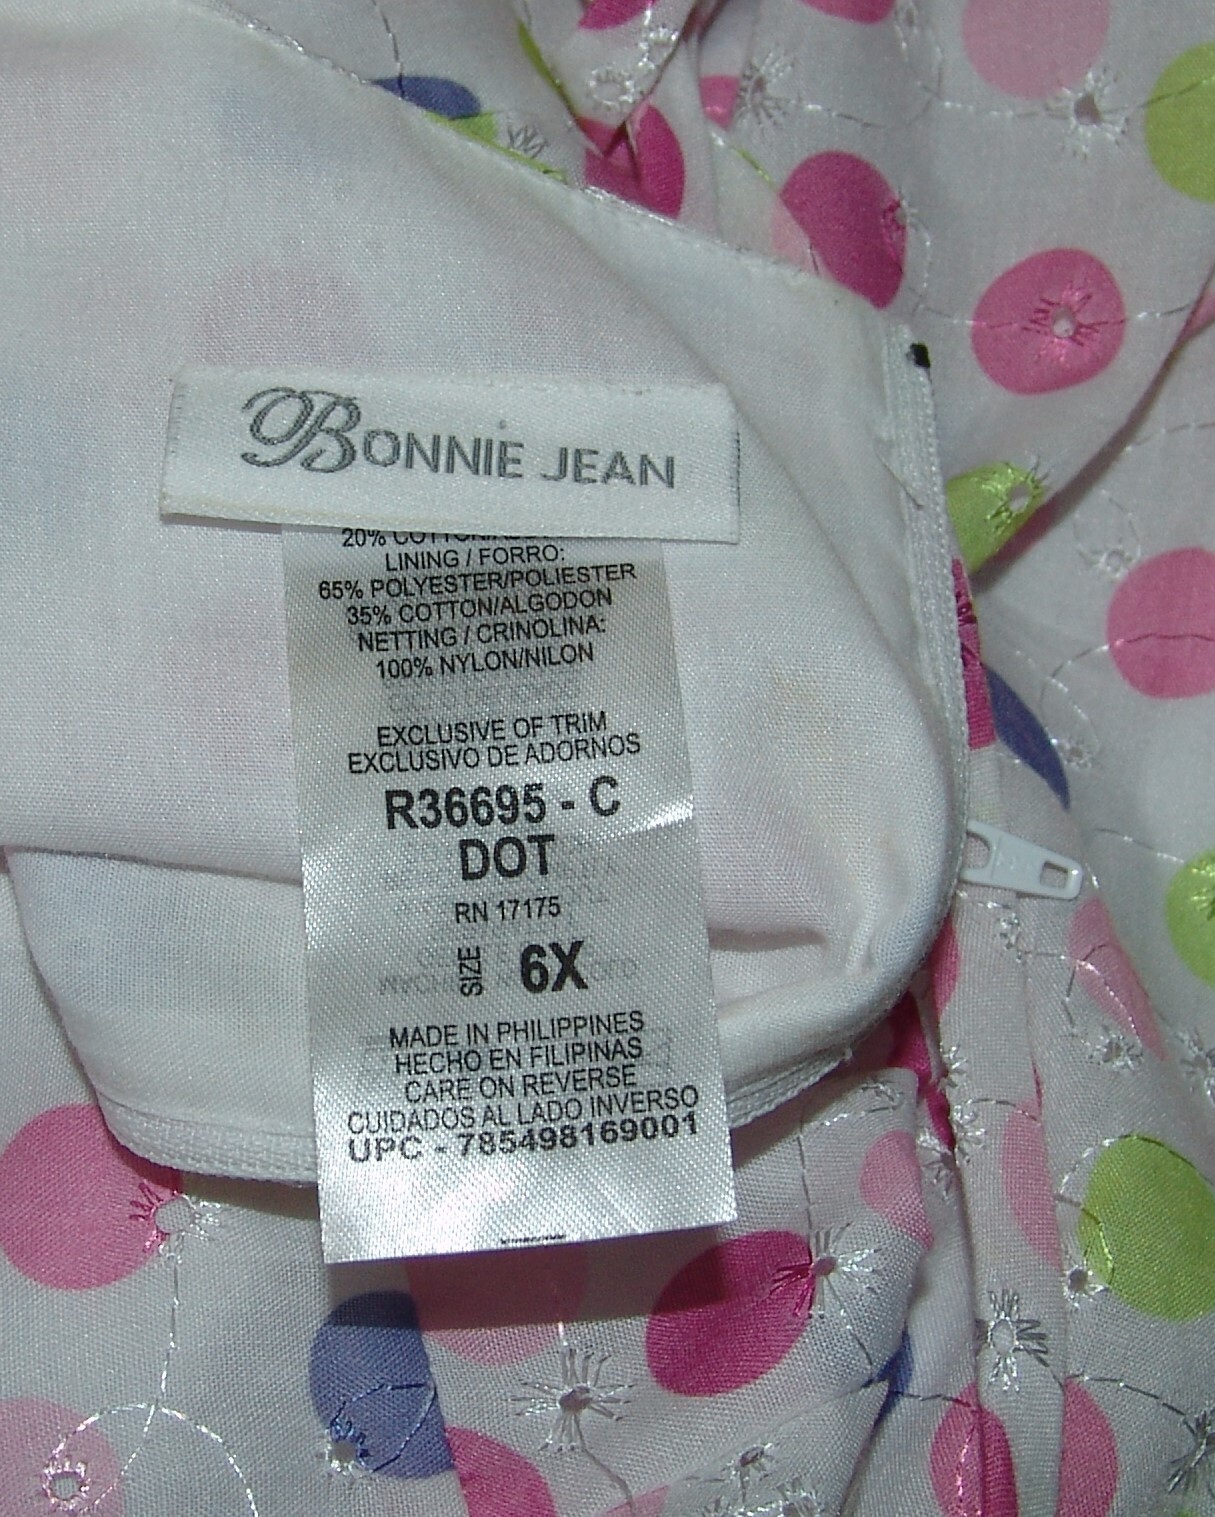 BONNIE JEAN
20% COTTON
LINING / FORRO:
65% POLYESTER/POLIESTER
35% COTTON/ALGODON
NETTING / CRINOLINA:
100% NYLON/NILON
EXCLUSIVE OF TRIM
EXCLUSIVO DE ADORNOS
R36695 - C
DOT
RN 17175
SIZE 6X
MADE IN PHILIPPINES
HECHO EN FILIPINAS
CARE ON REVERSE
CUIDADOS AL LADO INVERSO
UPC - 785498169001